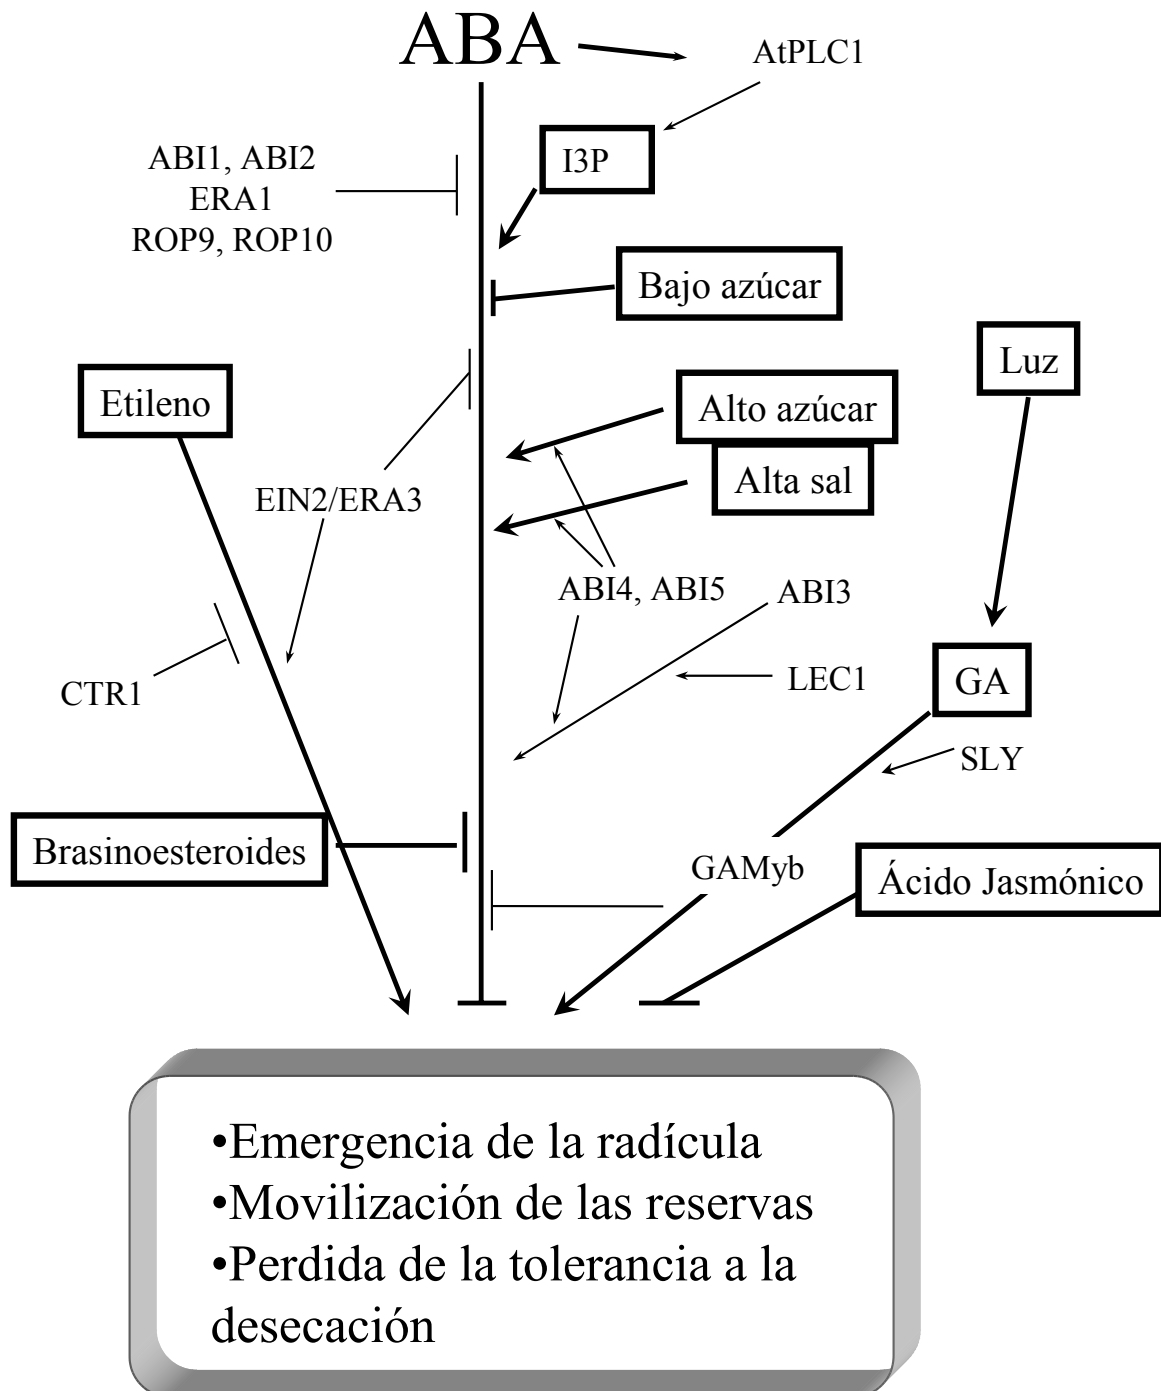 ABA
AtPLC1
I3P
ABI1, ABI2
ERA1
ROP9, ROP10
Bajo azúcar
Luz
Etileno
Alto azúcar
Alta sal
EIN2/ERA3
ABI4, ABI5
ABI3
CTR1
LEC1
GA
SLY
Brasinoesteroides
GAMyb
Ácido Jasmónico
•Emergencia de la radícula
•Movilización de las reservas
•Perdida de la tolerancia a la
desecación